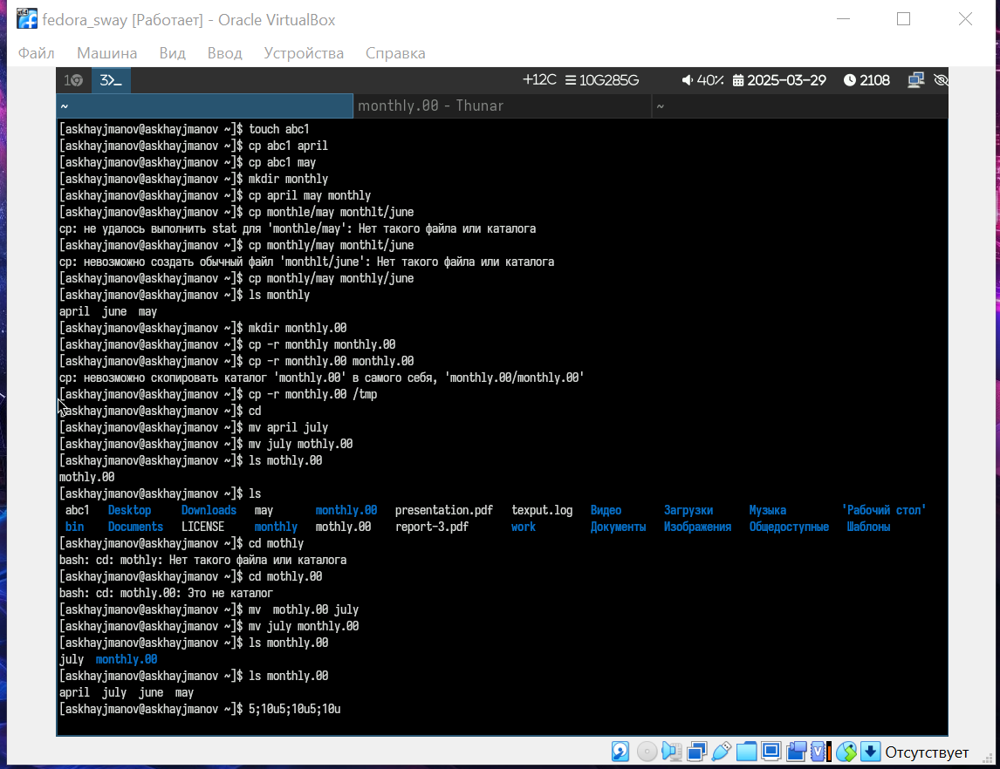 fedora_sway [Работает] - Oracle VirtualBox
Файл Машина Вид Ввод Устройства Справка
1 3>_ +12C ☰ 10G285G 40% 2025-03-29 2108
~ monthly.00 - Thunar ~
[askhayjmanov@askhayjmanov ~]$ touch abc1
[askhayjmanov@askhayjmanov ~]$ cp abc1 april
[askhayjmanov@askhayjmanov ~]$ cp abc1 may
[askhayjmanov@askhayjmanov ~]$ mkdir monthly
[askhayjmanov@askhayjmanov ~]$ cp april may monthly
[askhayjmanov@askhayjmanov ~]$ cp monthle/may monthlt/june
cp: не удалось выполнить stat для 'monthle/may': Нет такого файла или каталога
[askhayjmanov@askhayjmanov ~]$ cp monthly/may monthlt/june
cp: невозможно создать обычный файл 'monthlt/june': Нет такого файла или каталога
[askhayjmanov@askhayjmanov ~]$ cp monthly/may monthly/june
[askhayjmanov@askhayjmanov ~]$ ls monthly
april june may
[askhayjmanov@askhayjmanov ~]$ mkdir monthly.00
[askhayjmanov@askhayjmanov ~]$ cp -r monthly monthly.00
[askhayjmanov@askhayjmanov ~]$ cp -r monthly.00 monthly.00
cp: невозможно скопировать каталог 'monthly.00' в самого себя, 'monthly.00/monthly.00'
[askhayjmanov@askhayjmanov ~]$ cp -r monthly.00 /tmp
[askhayjmanov@askhayjmanov ~]$ cd
[askhayjmanov@askhayjmanov ~]$ mv april july
[askhayjmanov@askhayjmanov ~]$ mv july mothly.00
[askhayjmanov@askhayjmanov ~]$ ls mothly.00
mothly.00
[askhayjmanov@askhayjmanov ~]$ ls
abc1 Desktop Downloads may monthly.00 presentation.pdf texput.log Видео Загрузки Музыка 'Рабочий стол'
bin Documents LICENSE monthly mothly.00 report-3.pdf work Документы Изображения Общедоступные Шаблоны
[askhayjmanov@askhayjmanov ~]$ cd mothly
bash: cd: mothly: Нет такого файла или каталога
[askhayjmanov@askhayjmanov ~]$ cd mothly.00
bash: cd: mothly.00: Это не каталог
[askhayjmanov@askhayjmanov ~]$ mv  mothly.00 july
[askhayjmanov@askhayjmanov ~]$ mv july monthly.00
[askhayjmanov@askhayjmanov ~]$ ls monthly.00
july monthly.00
[askhayjmanov@askhayjmanov ~]$ ls monthly.00
april july june may
[askhayjmanov@askhayjmanov ~]$ 5;10u5;10u5;10u
Отсутствует